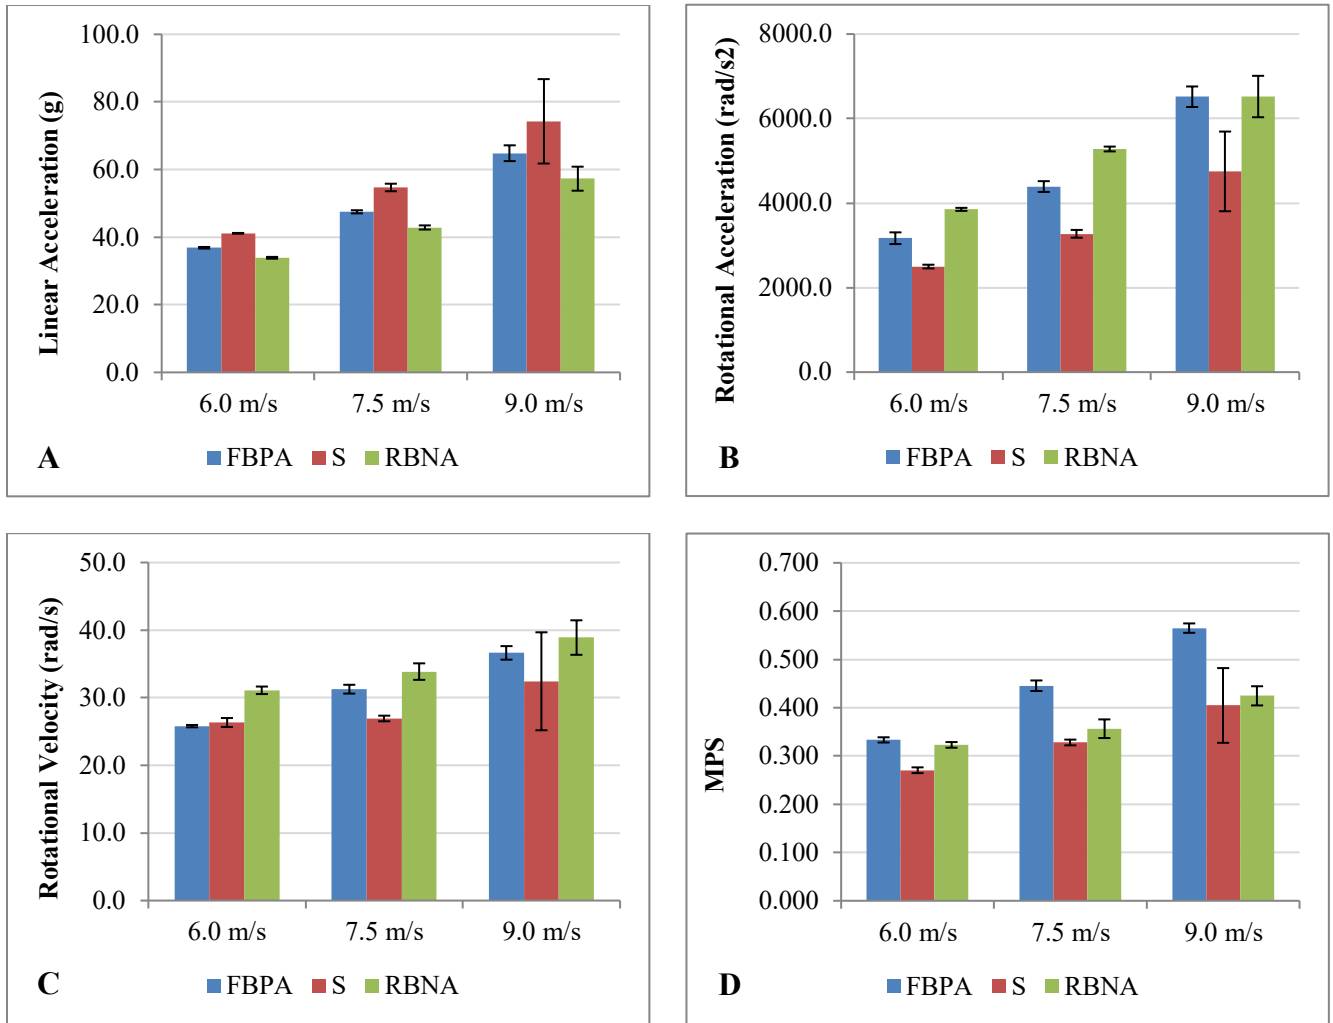 100.0
80.0
60.0
40.0
20.0
0.0
Linear Acceleration (g)
6.0 m/s 7.5 m/s 9.0 m/s
A
FBPA S RBNA
8000.0
6000.0
4000.0
2000.0
0.0
Rotational Acceleration (rad/s2)
6.0 m/s 7.5 m/s 9.0 m/s
B
FBPA S RBNA
50.0
40.0
30.0
20.0
10.0
0.0
Rotational Velocity (rad/s)
6.0 m/s 7.5 m/s 9.0 m/s
C
FBPA S RBNA
0.700
0.600
0.500
0.400
0.300
0.200
0.100
0.000
MPS
6.0 m/s 7.5 m/s 9.0 m/s
D
FBPA S RBNA